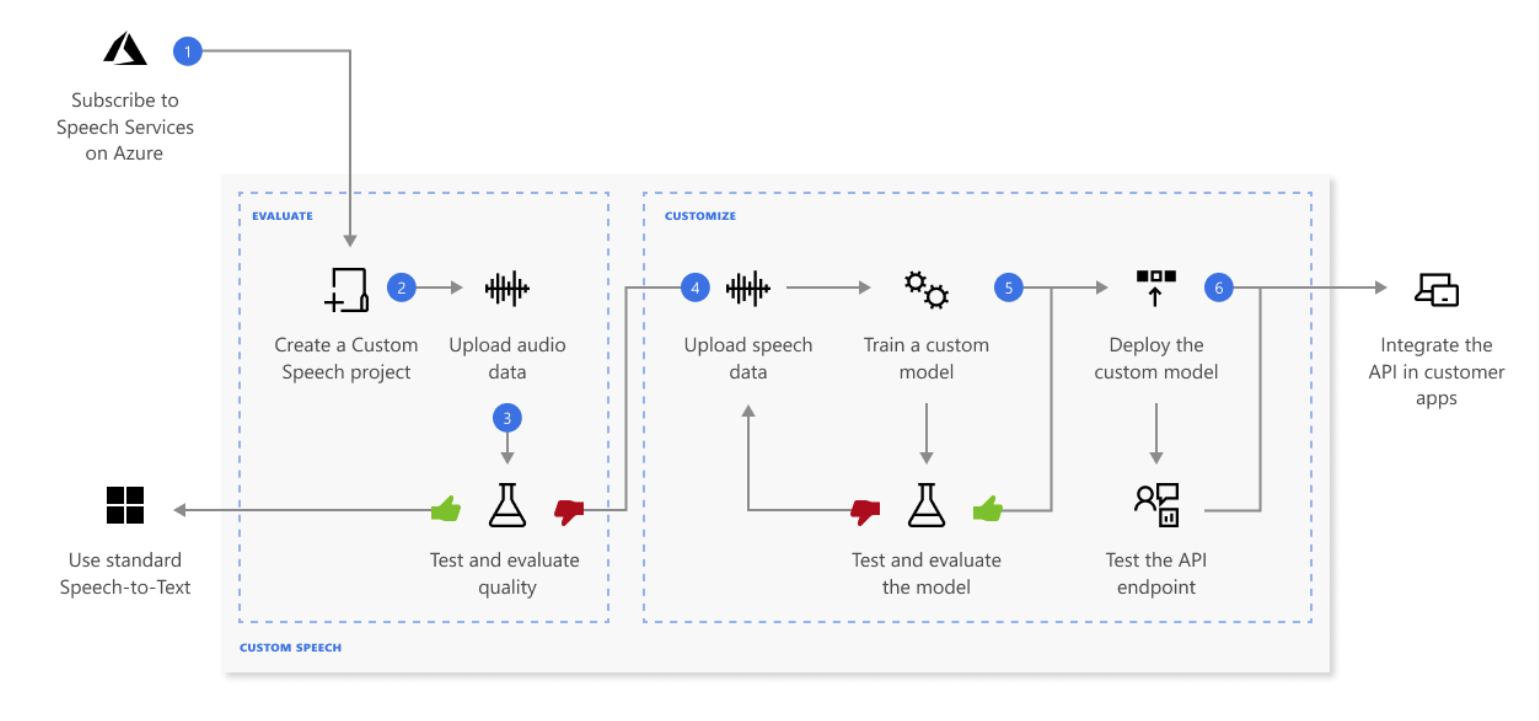 1
Subscribe to
Speech Services
on Azure
EVALUATE
2
Create a Custom
Speech project
Upload audio
data
3
Test and evaluate
quality
Use standard
Speech-to-Text
CUSTOMIZE
4
Upload speech
data
Train a custom
model
5
Test and evaluate
the model
Deploy the
custom model
6
Test the API
endpoint
Integrate the
API in customer
apps
CUSTOM SPEECH